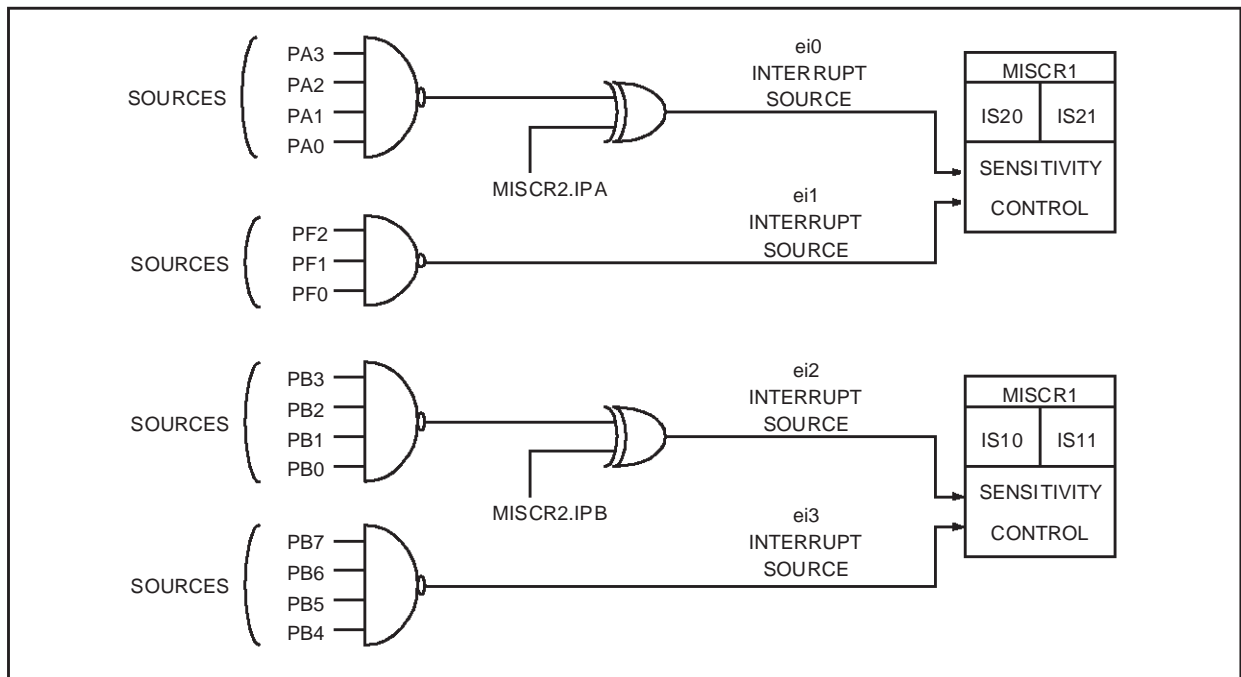 SOURCES
PA3
PA2
PA1
PA0
MISCR2.IPA
ei0
INTERRUPT
SOURCE
MISCR1
IS20 IS21
SENSITIVITY
CONTROL
SOURCES
PF2
PF1
PF0
ei1
INTERRUPT
SOURCE
SOURCES
PB3
PB2
PB1
PB0
MISCR2.IPB
ei2
INTERRUPT
SOURCE
MISCR1
IS10 IS11
SENSITIVITY
CONTROL
SOURCES
PB7
PB6
PB5
PB4
ei3
INTERRUPT
SOURCE